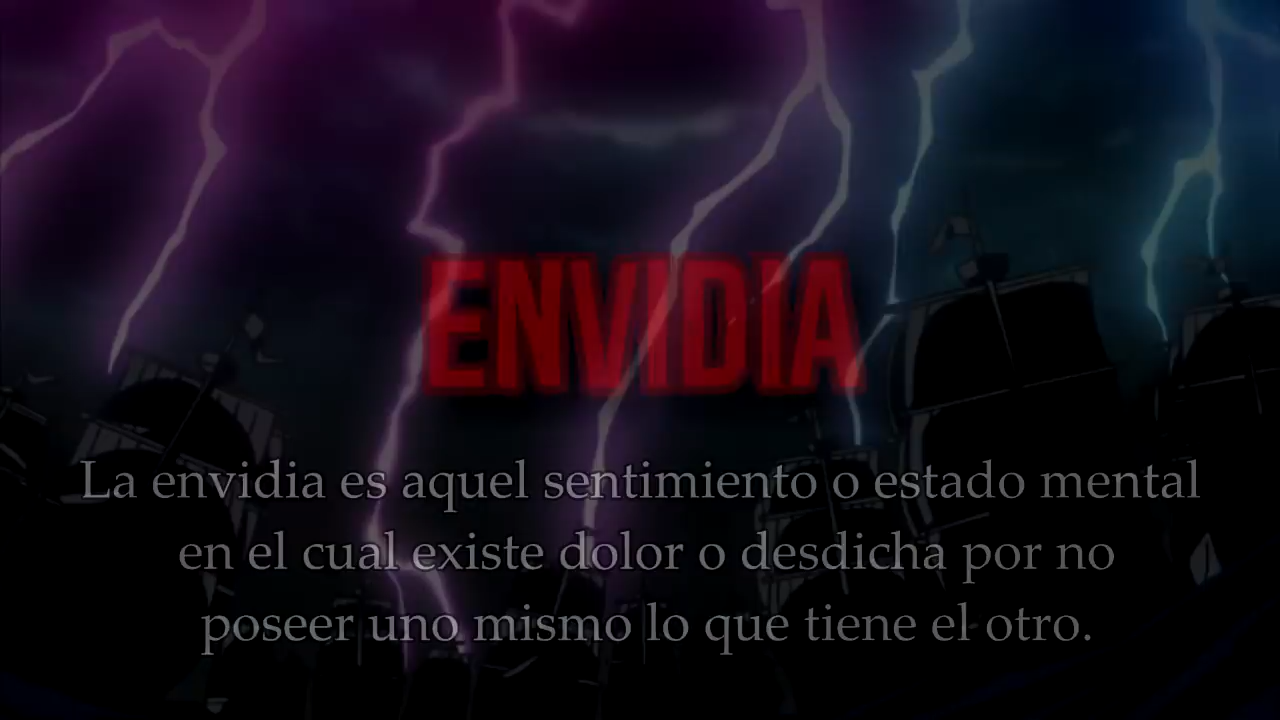 ENVIDIA
La envidia es aquel sentimiento o estado mental
en el cual existe dolor o desdicha por no
poseer uno mismo lo que tiene el otro.